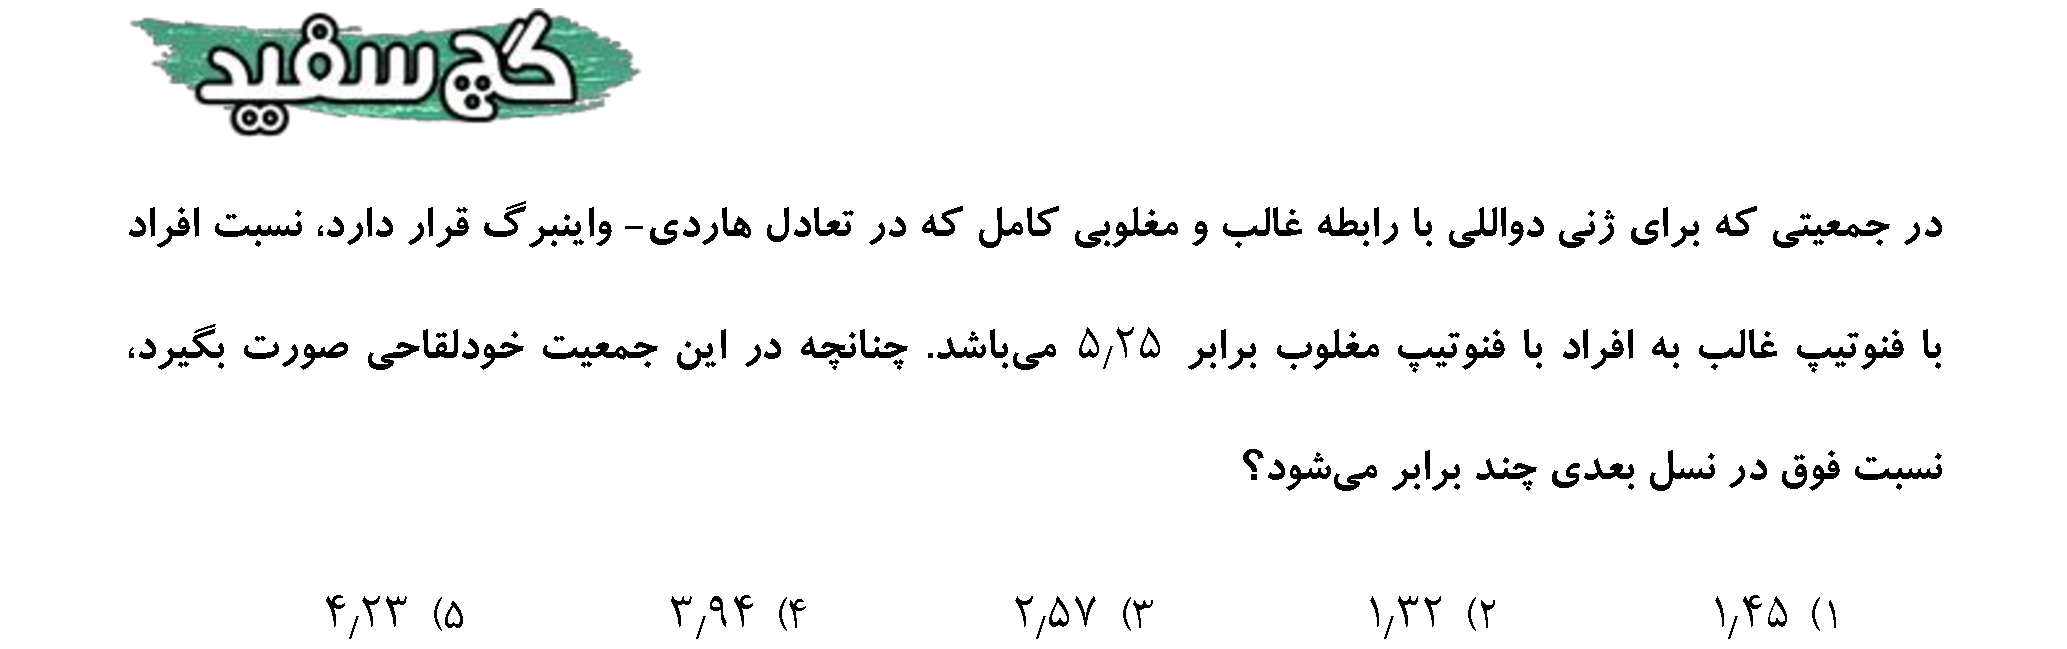 گچ سفید
در جمعیتی که برای ژنی دواللی با رابطه غالب و مغلوبی کامل که در تعادل هاردی- واینبرگ قرار دارد، نسبت افراد
با فنوتیپ غالب به افراد با فنوتیپ مغلوب برابر ۵٫۲۵ می‌باشد. چنانچه در این جمعیت خودلقاحی صورت بگیرد،
نسبت فوق در نسل بعدی چند برابر می‌شود؟
۱) ۱٫۴۵ ۲) ۱٫۳۲ ۳) ۲٫۵۷ ۴) ۳٫۹۴ ۵) ۴٫۲۳